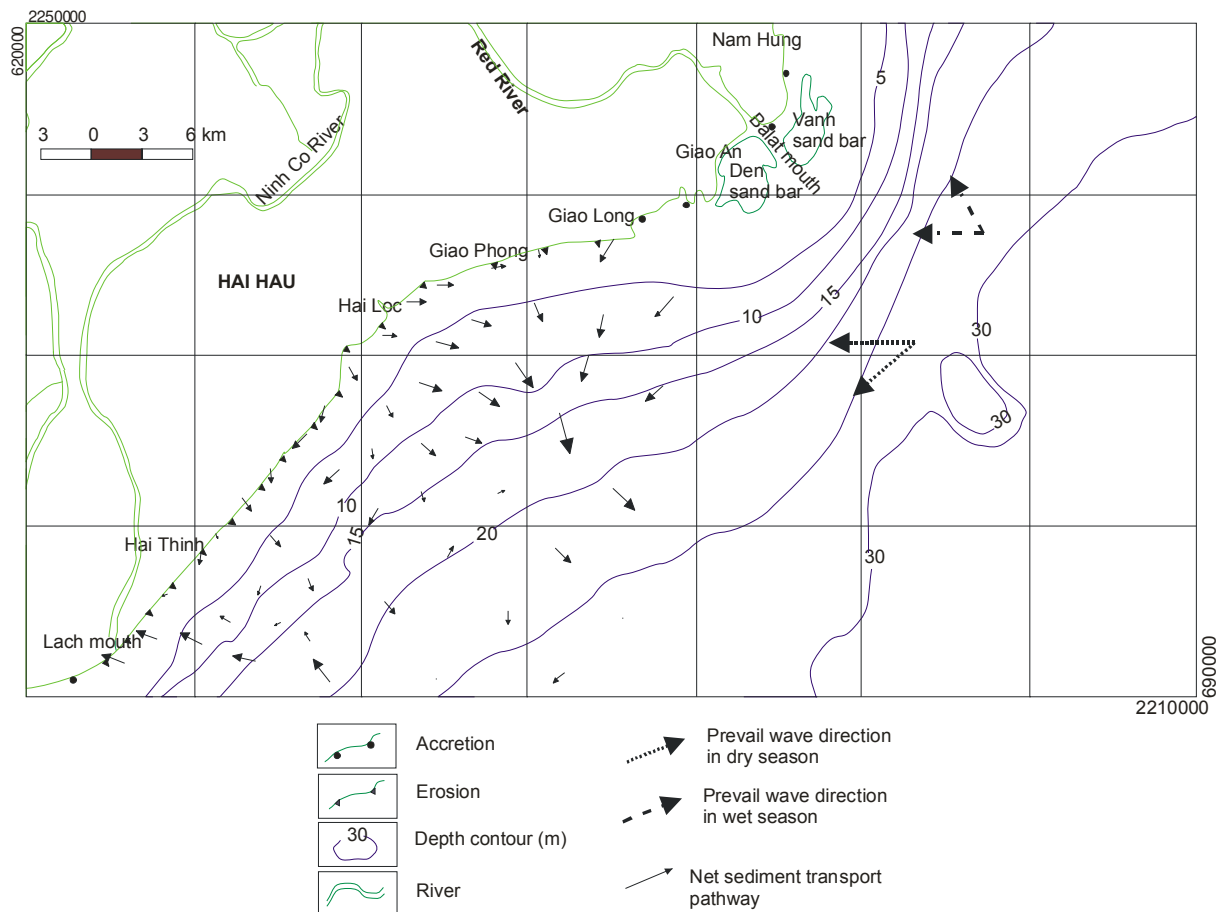 2250000
620000
Nam Hung
Red River
5
Vanh
sand bar
Balat mouth
3 0 3 6 km
Ninh Co River
Giao An
Den
sand bar
Giao Long
Giao Phong
HAI HAU
Hai Loc
15
10
30
30
10
15
20
Hai Thinh
30
Lach mouth
690000
2210000
Accretion
Erosion
30
Depth contour (m)
River
Prevail wave direction
in dry season
Prevail wave direction
in wet season
Net sediment transport
pathway